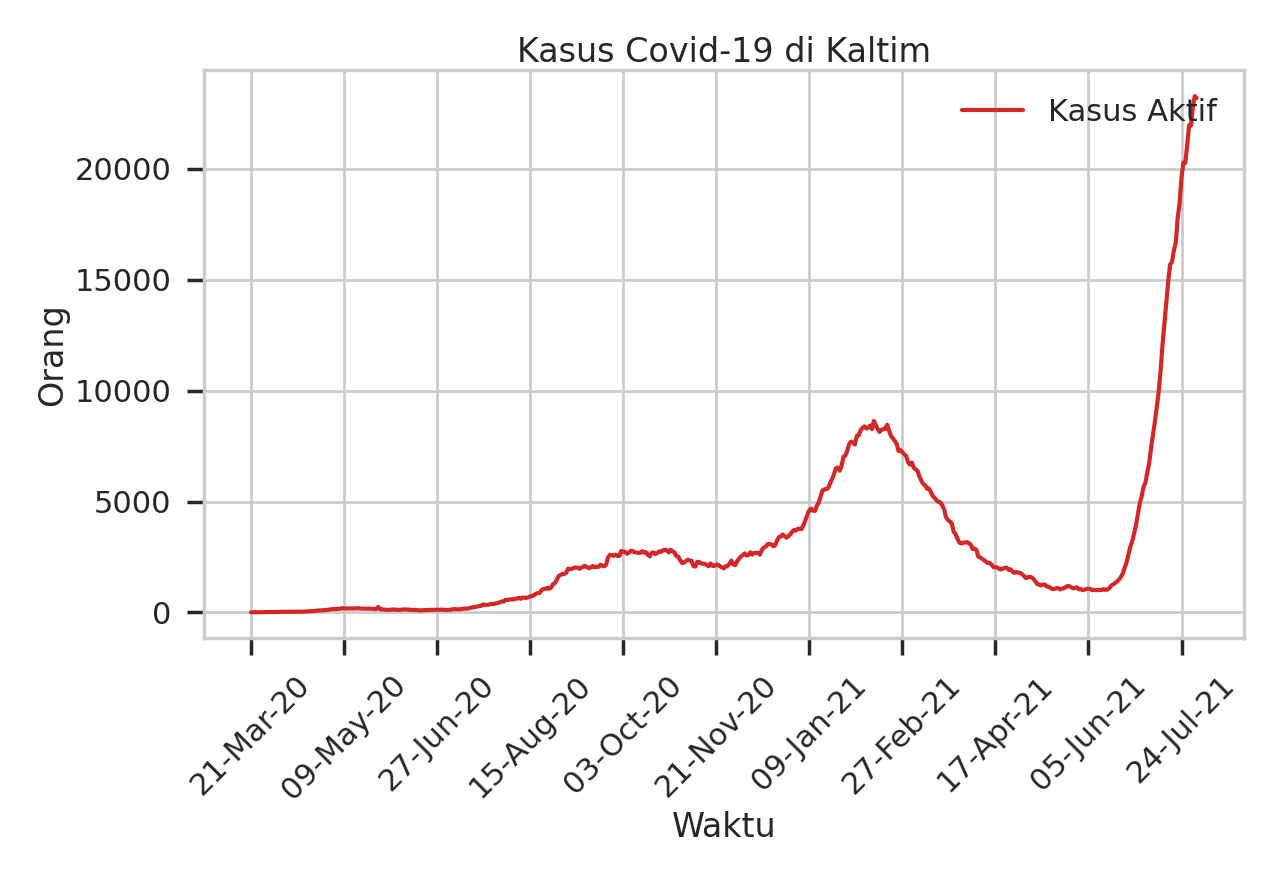 Kasus Covid-19 di Kaltim
Kasus Aktif
Orang
20000
15000
10000
5000
0
21-Mar-20
09-May-20
27-Jun-20
15-Aug-20
03-Oct-20
21-Nov-20
09-Jan-21
27-Feb-21
17-Apr-21
05-Jun-21
24-Jul-21
Waktu